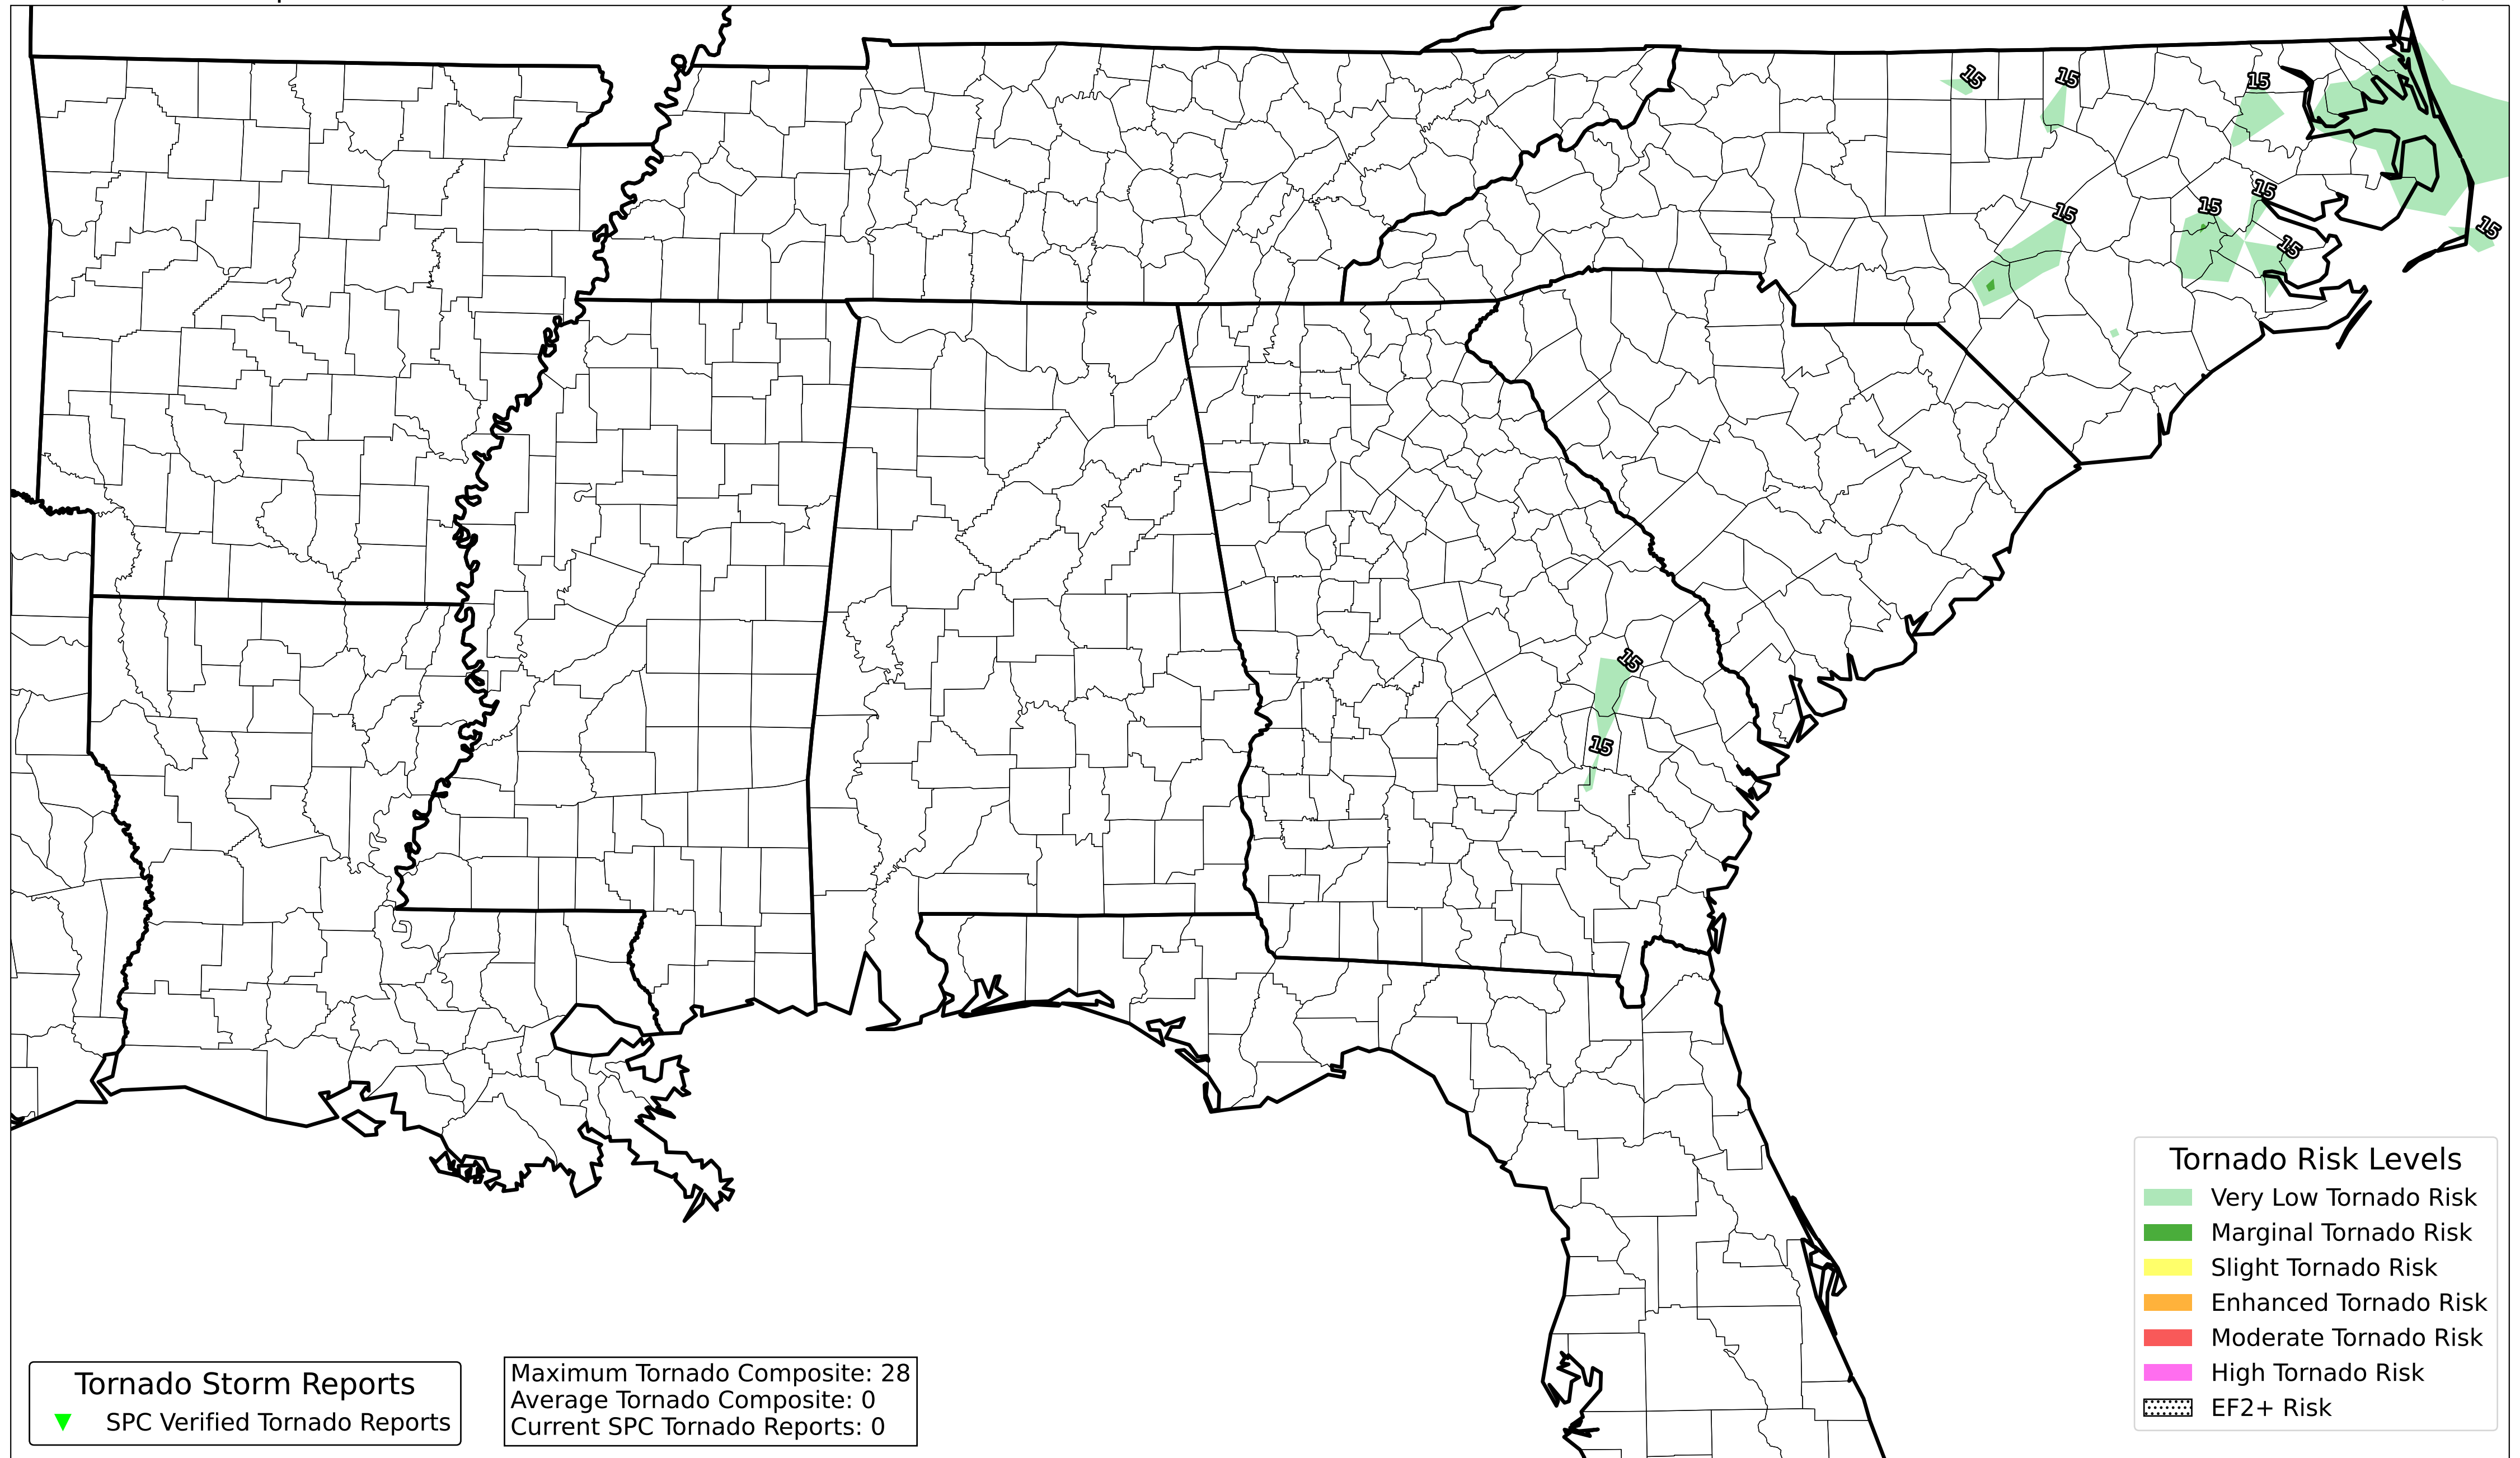 15
15
15
15
15
15
15
15
15
15
Tornado Risk Levels
Very Low Tornado Risk
Marginal Tornado Risk
Slight Tornado Risk
Enhanced Tornado Risk
Moderate Tornado Risk
High Tornado Risk
EF2+ Risk
Tornado Storm Reports
SPC Verified Tornado Reports
Maximum Tornado Composite: 28
Average Tornado Composite: 0
Current SPC Tornado Reports: 0